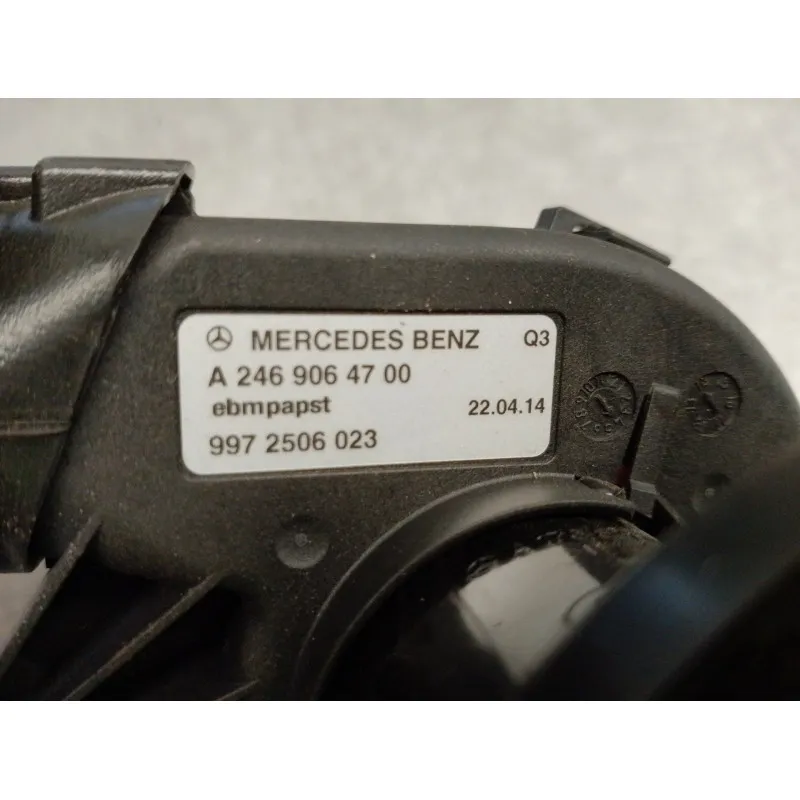 MERCEDES BENZ Q3
A 246 906 47 00
ebmpapst 22.04.14
997 2506 023